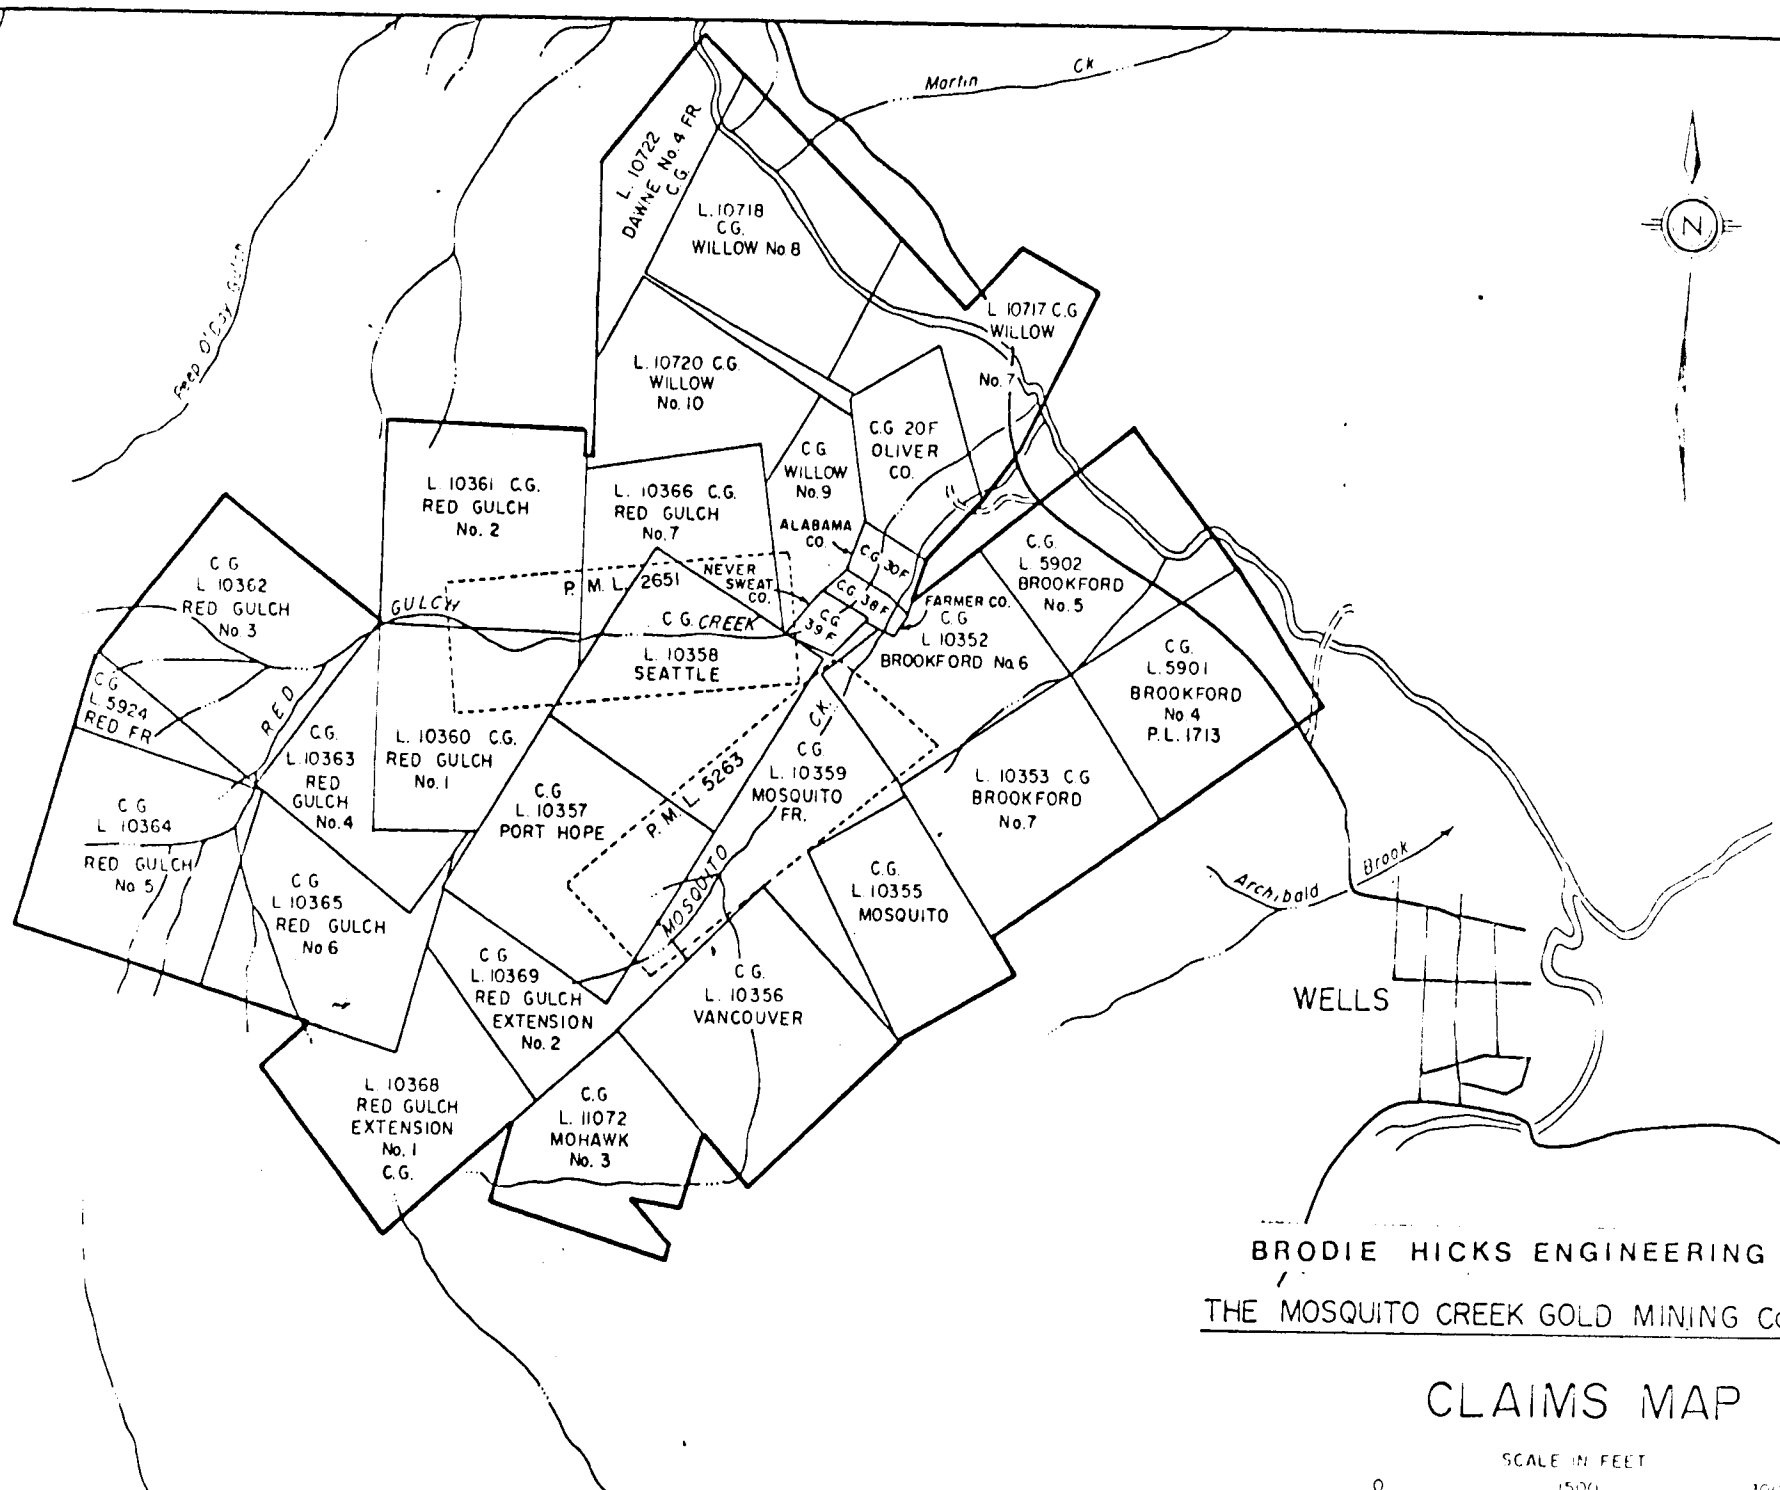 Martin
Ck
N
L. 10722
DAWNE No. 4 FR
C.G.
L. 10718
C.G.
WILLOW No 8
L 10717 C.G
WILLOW
No. 7
L. 10720 C.G.
WILLOW
No. 10
C.G 20F
OLIVER
CO.
C G
WILLOW
No. 9
L. 10361 C.G.
RED GULCH
No. 2
L. 10366 C.G.
RED GULCH
No. 7
ALABAMA
CO.
C.G. 30F
C.G.
L. 5902
BROOKFORD
No. 5
C G
L 10362
RED GULCH
No. 3
GULCH
P. M. L. 2651
NEVER
SWEAT
CO.
C.G. 38F
C G
39 F
FARMER CO.
C.G
L 10352
BROOKFORD No. 6
C.G. CREEK
L. 10358
SEATTLE
C.G.
L. 5901
BROOKFORD
No 4
P.L. 1713
C G
L. 5924
RED FR.
RED
C.G.
L. 10363
RED
GULCH
No. 4
L. 10360 C.G.
RED GULCH
No. 1
CK.
P. M. L. 5263
C G
L. 10359
MOSQUITO
FR.
L. 10353 C G
BROOKFORD
No. 7
C.G
L. 10357
PORT HOPE
C G
L 10364
RED GULCH
No 5
MOSQUITO
C.G.
L. 10355
MOSQUITO
Archibald
Brook
C G
L 10365
RED GULCH
No 6
C G
L. 10369
RED GULCH
EXTENSION
No. 2
C G.
L. 10356
VANCOUVER
WELLS
L 10368
RED GULCH
EXTENSION
No. 1
C.G.
C.G
L. 11072
MOHAWK
No. 3
BRODIE HICKS ENGINEERING
THE MOSQUITO CREEK GOLD MINING
CLAIMS MAP
SCALE IN FEET
0 1500